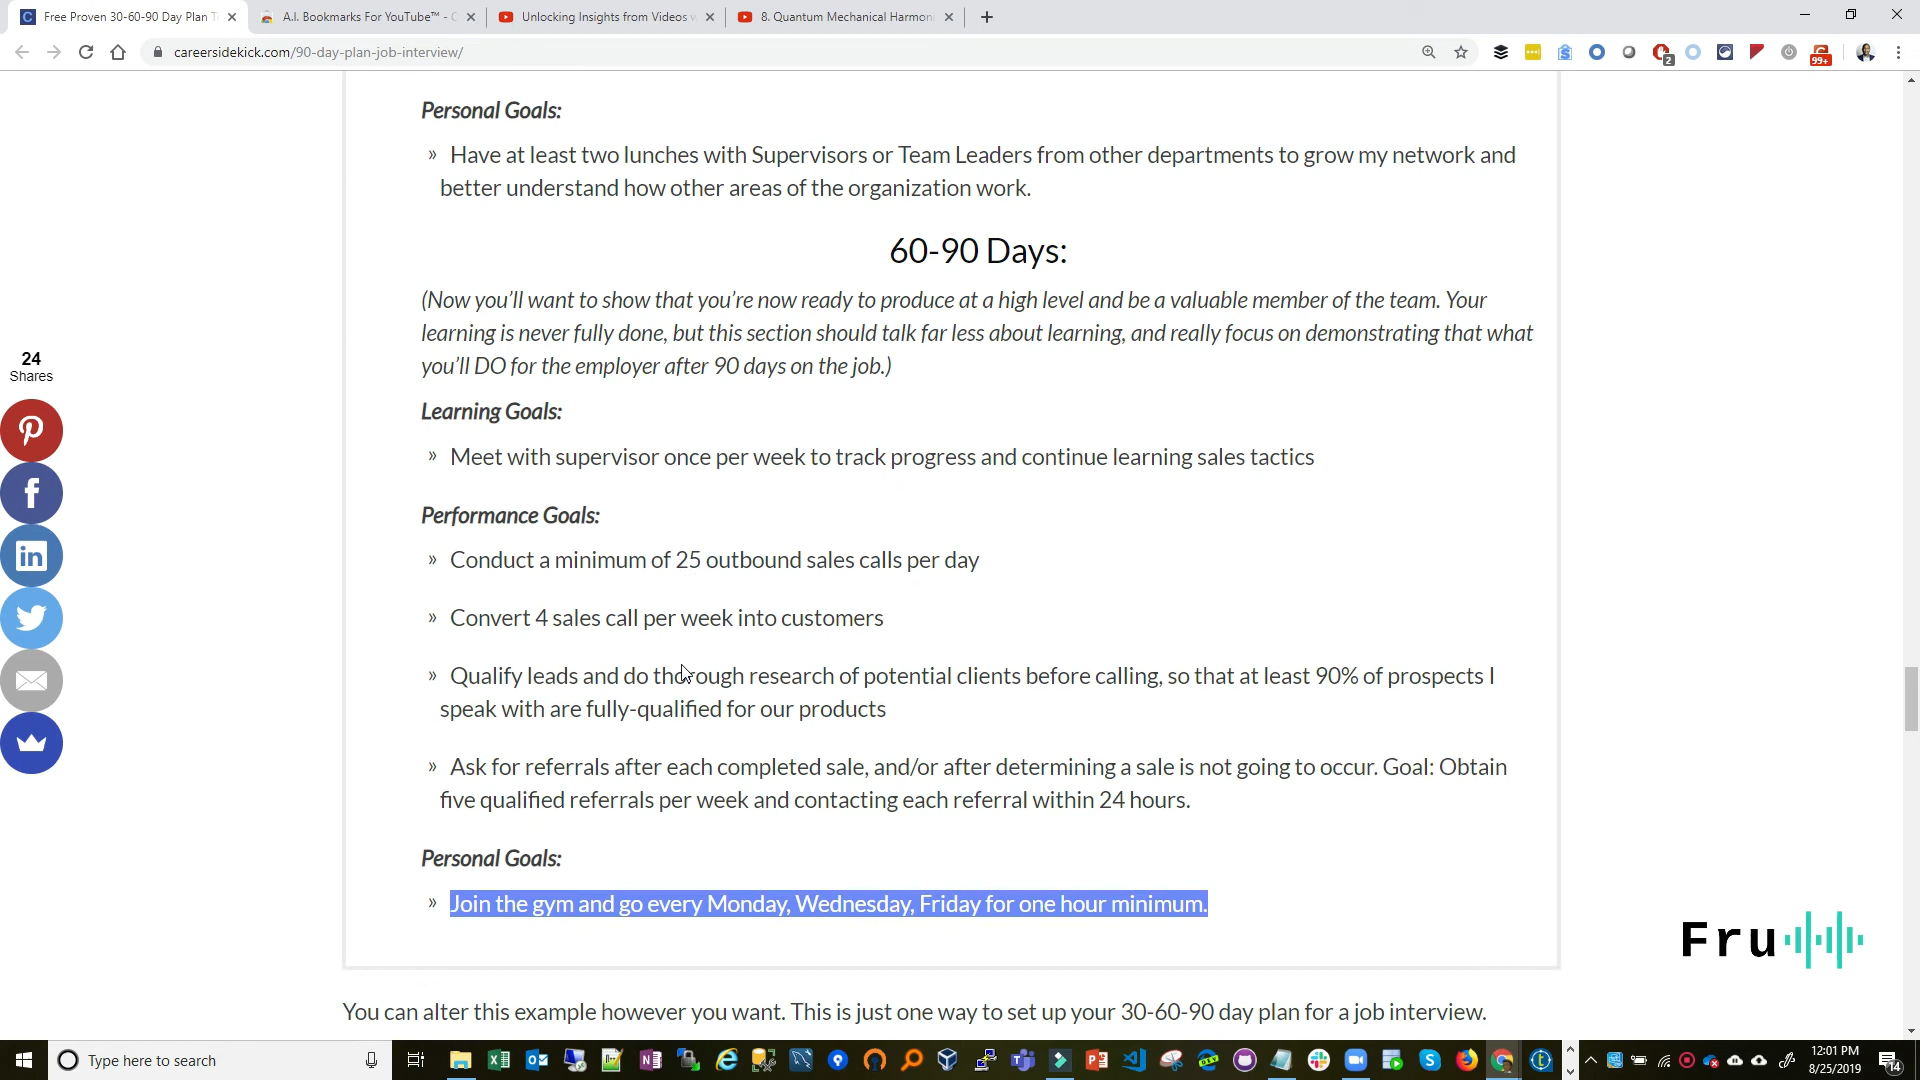 Free Proven 30-60-90 Day Plan T
A.I. Bookmarks For YouTube™ - C
Unlocking Insights from Videos w
8. Quantum Mechanical Harmoni
careersidekick.com/90-day-plan-job-interview/
2
99+
Personal Goals:
» Have at least two lunches with Supervisors or Team Leaders from other departments to grow my network and
better understand how other areas of the organization work.
60-90 Days:
(Now you'll want to show that you're now ready to produce at a high level and be a valuable member of the team. Your
learning is never fully done, but this section should talk far less about learning, and really focus on demonstrating that what
you'll DO for the employer after 90 days on the job.)
24
Shares
Learning Goals:
» Meet with supervisor once per week to track progress and continue learning sales tactics
Performance Goals:
» Conduct a minimum of 25 outbound sales calls per day
» Convert 4 sales call per week into customers
» Qualify leads and do thorough research of potential clients before calling, so that at least 90% of prospects I
speak with are fully-qualified for our products
» Ask for referrals after each completed sale, and/or after determining a sale is not going to occur. Goal: Obtain
five qualified referrals per week and contacting each referral within 24 hours.
Personal Goals:
» Join the gym and go every Monday, Wednesday, Friday for one hour minimum.
Fru
You can alter this example however you want. This is just one way to set up your 30-60-90 day plan for a job interview.
Type here to search
12:01 PM
8/25/2019
14